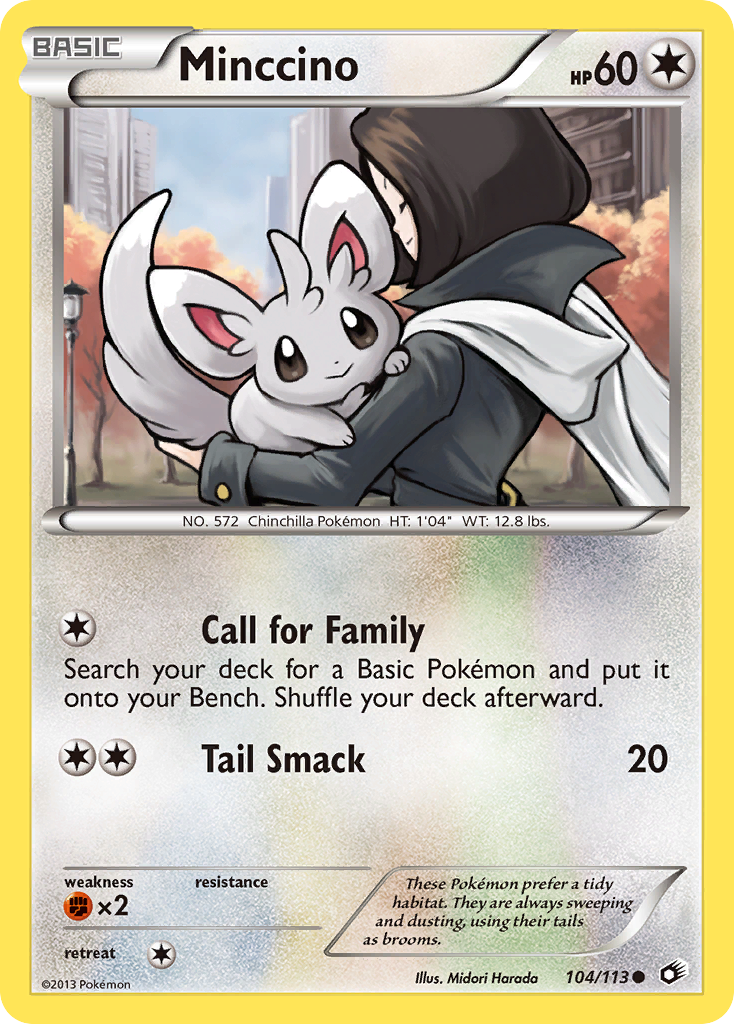 BASIC
Minccino
HP60
NO. 572 Chinchilla Pokémon HT: 1'04" WT: 12.8 lbs.
Call for Family
Search your deck for a Basic Pokémon and put it
onto your Bench. Shuffle your deck afterward.
Tail Smack 20
weakness resistance
×2
retreat
These Pokémon prefer a tidy
habitat. They are always sweeping
and dusting, using their tails
as brooms.
©2013 Pokémon
Illus. Midori Harada 104/113